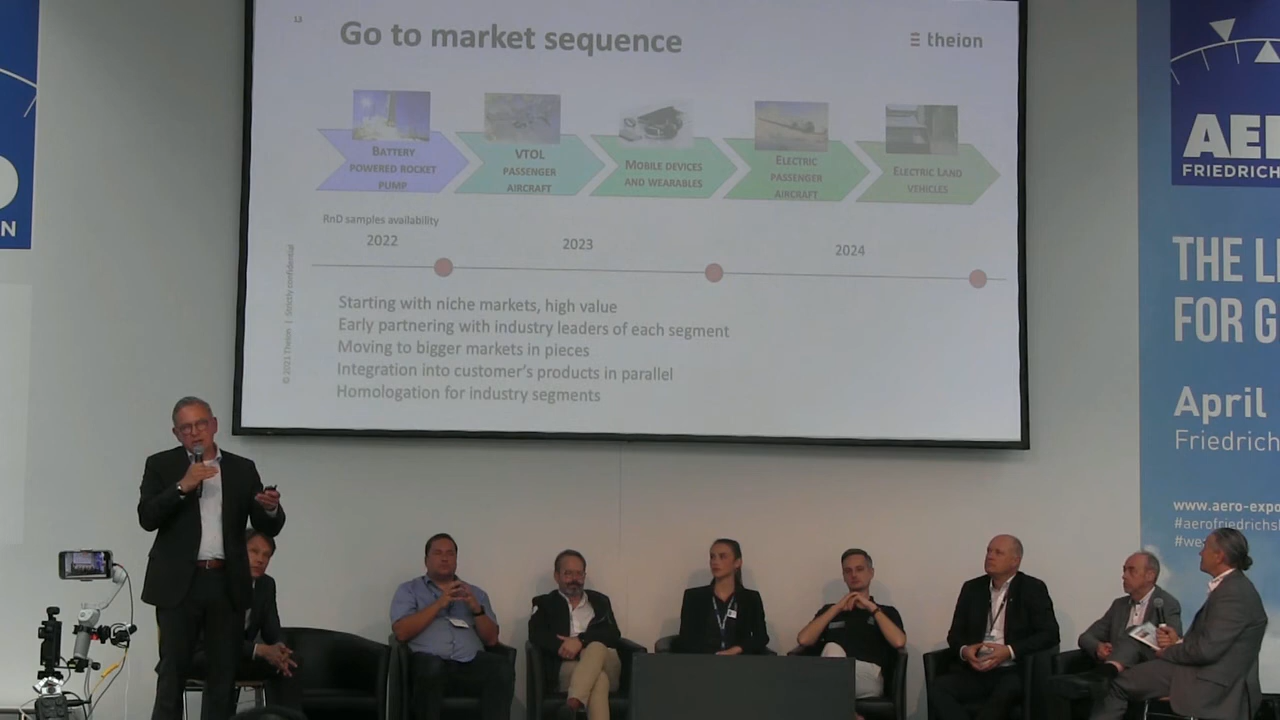 13
Go to market sequence
theion
BATTERY
POWERED ROCKET
PUMP
VTOL
PASSENGER
AIRCRAFT
MOBILE DEVICES
AND WEARABLES
ELECTRIC
PASSENGER
AIRCRAFT
ELECTRIC LAND
VEHICLES
RnD samples availability
2022
2023
2024
Starting with niche markets, high value
Early partnering with industry leaders of each segment
Moving to bigger markets in pieces
Integration into customer's products in parallel
Homologation for industry segments
© 2021 Theion | Strictly confidential
N
AE
FRIEDRICH
THE L
FOR G
April
Friedrich
www.aero-expo
#aerofriedrichs
#we